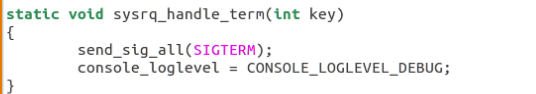 static void sysrq_handle_term(int key)
{
        send_sig_all(SIGTERM);
        console_loglevel = CONSOLE_LOGLEVEL_DEBUG;
}